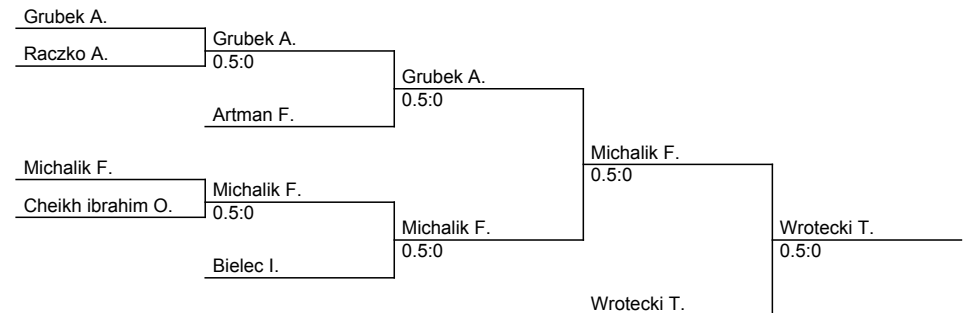 Grubek A.
Raczko A.
Grubek A.
0.5:0
Artman F.
Grubek A.
0.5:0
Michalik F.
Cheikh ibrahim O.
Michalik F.
0.5:0
Bielec I.
Michalik F.
0.5:0
Michalik F.
0.5:0
Wrotecki T.
Wrotecki T.
0.5:0